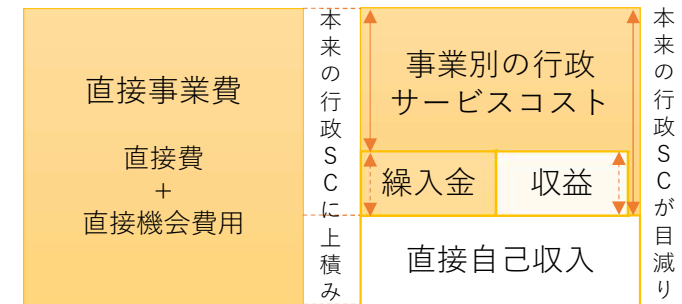 直接事業費
直接費
+
直接機会費用
本来の行政SCに上積み
事業別の行政
サービスコスト
繰入金
収益
直接自己収入
本来の行政SCが目減り